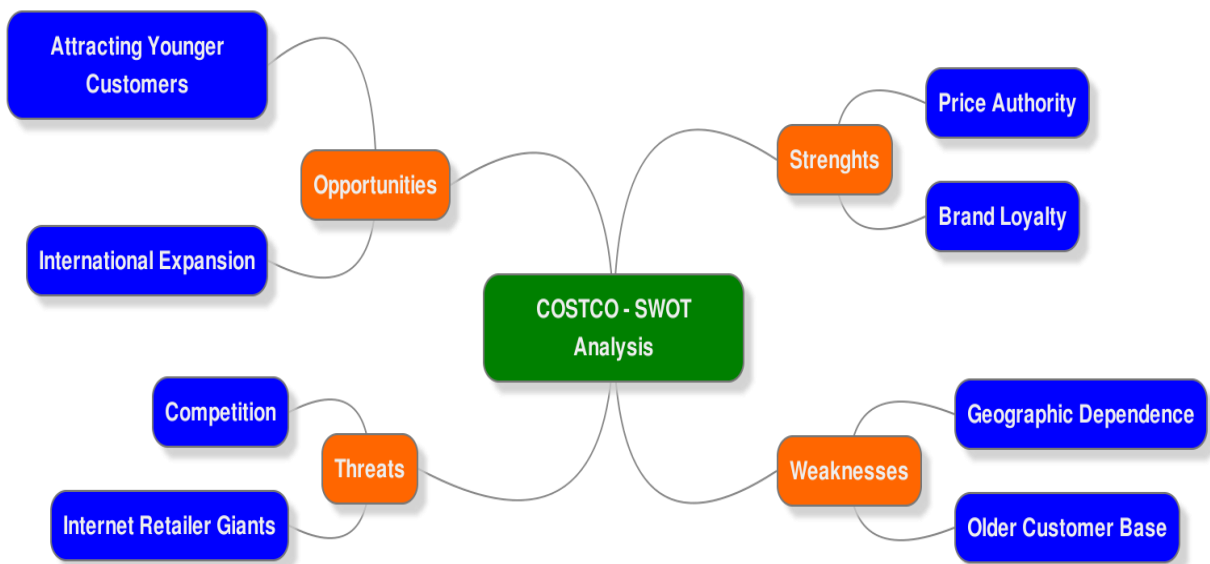 Attracting Younger
Customers
Opportunities
International Expansion
Price Authority
Strenghts
Brand Loyalty
COSTCO - SWOT
Analysis
Competition
Threats
Internet Retailer Giants
Geographic Dependence
Weaknesses
Older Customer Base